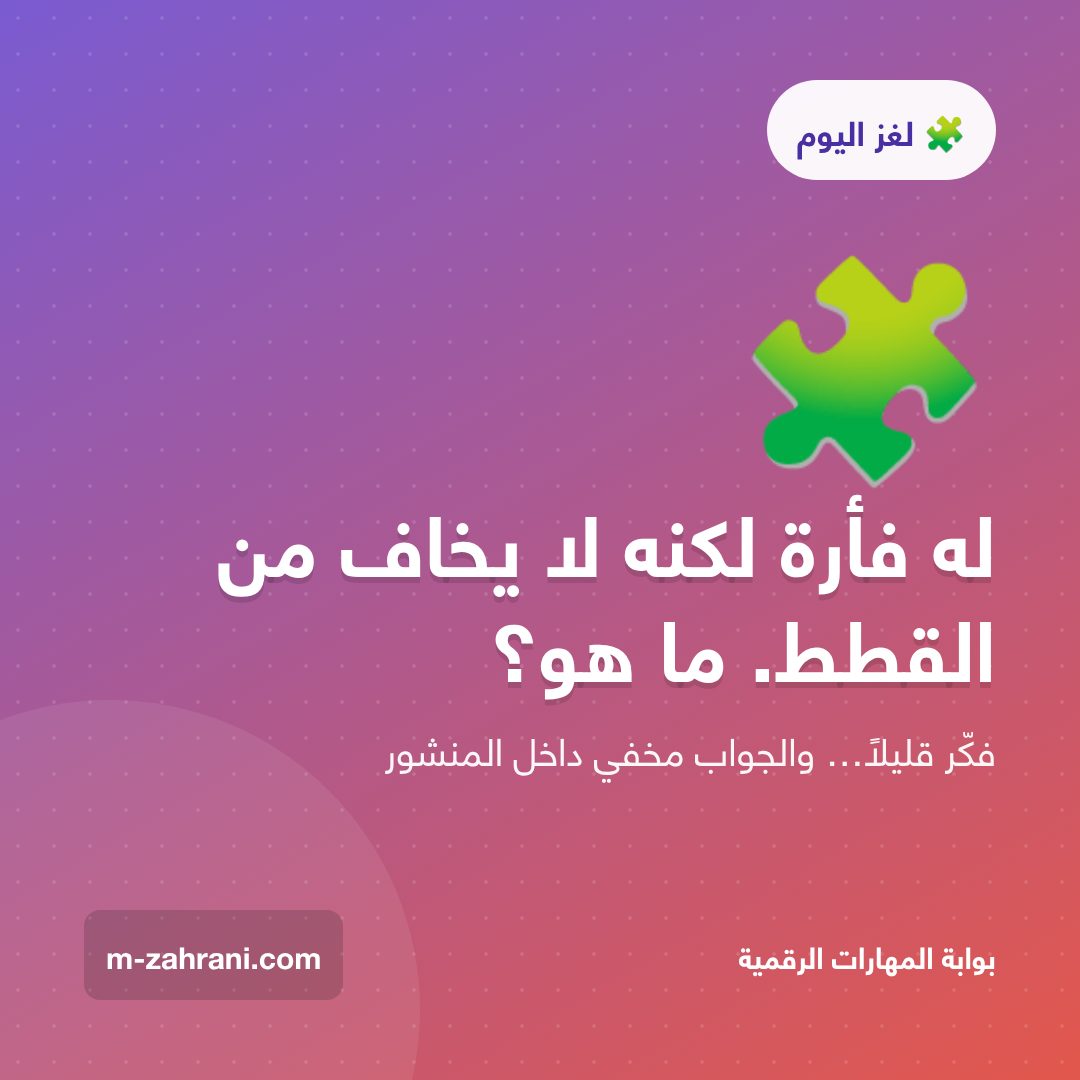 🧩 لغز اليوم
له فأرة لكنه لا يخاف من
القطط. ما هو؟
فكّر قليلاً... والجواب مخفي داخل المنشور
بوابة المهارات الرقمية
m-zahrani.com